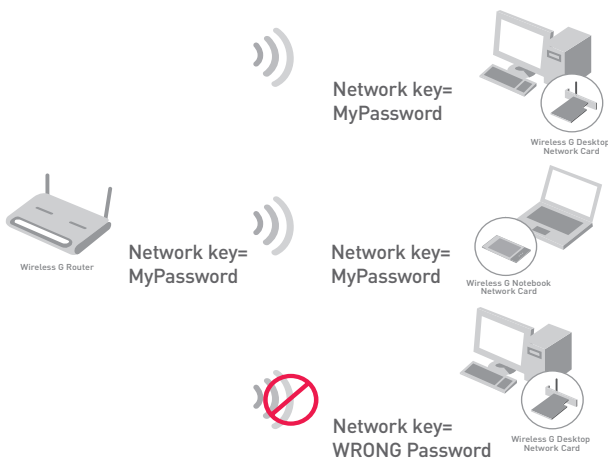 Network key=
MyPassword
Wireless G Desktop
Network Card
Wireless G Router
Network key=
MyPassword
Network key=
MyPassword
Wireless G Notebook
Network Card
Network key=
WRONG Password
Wireless G Desktop
Network Card